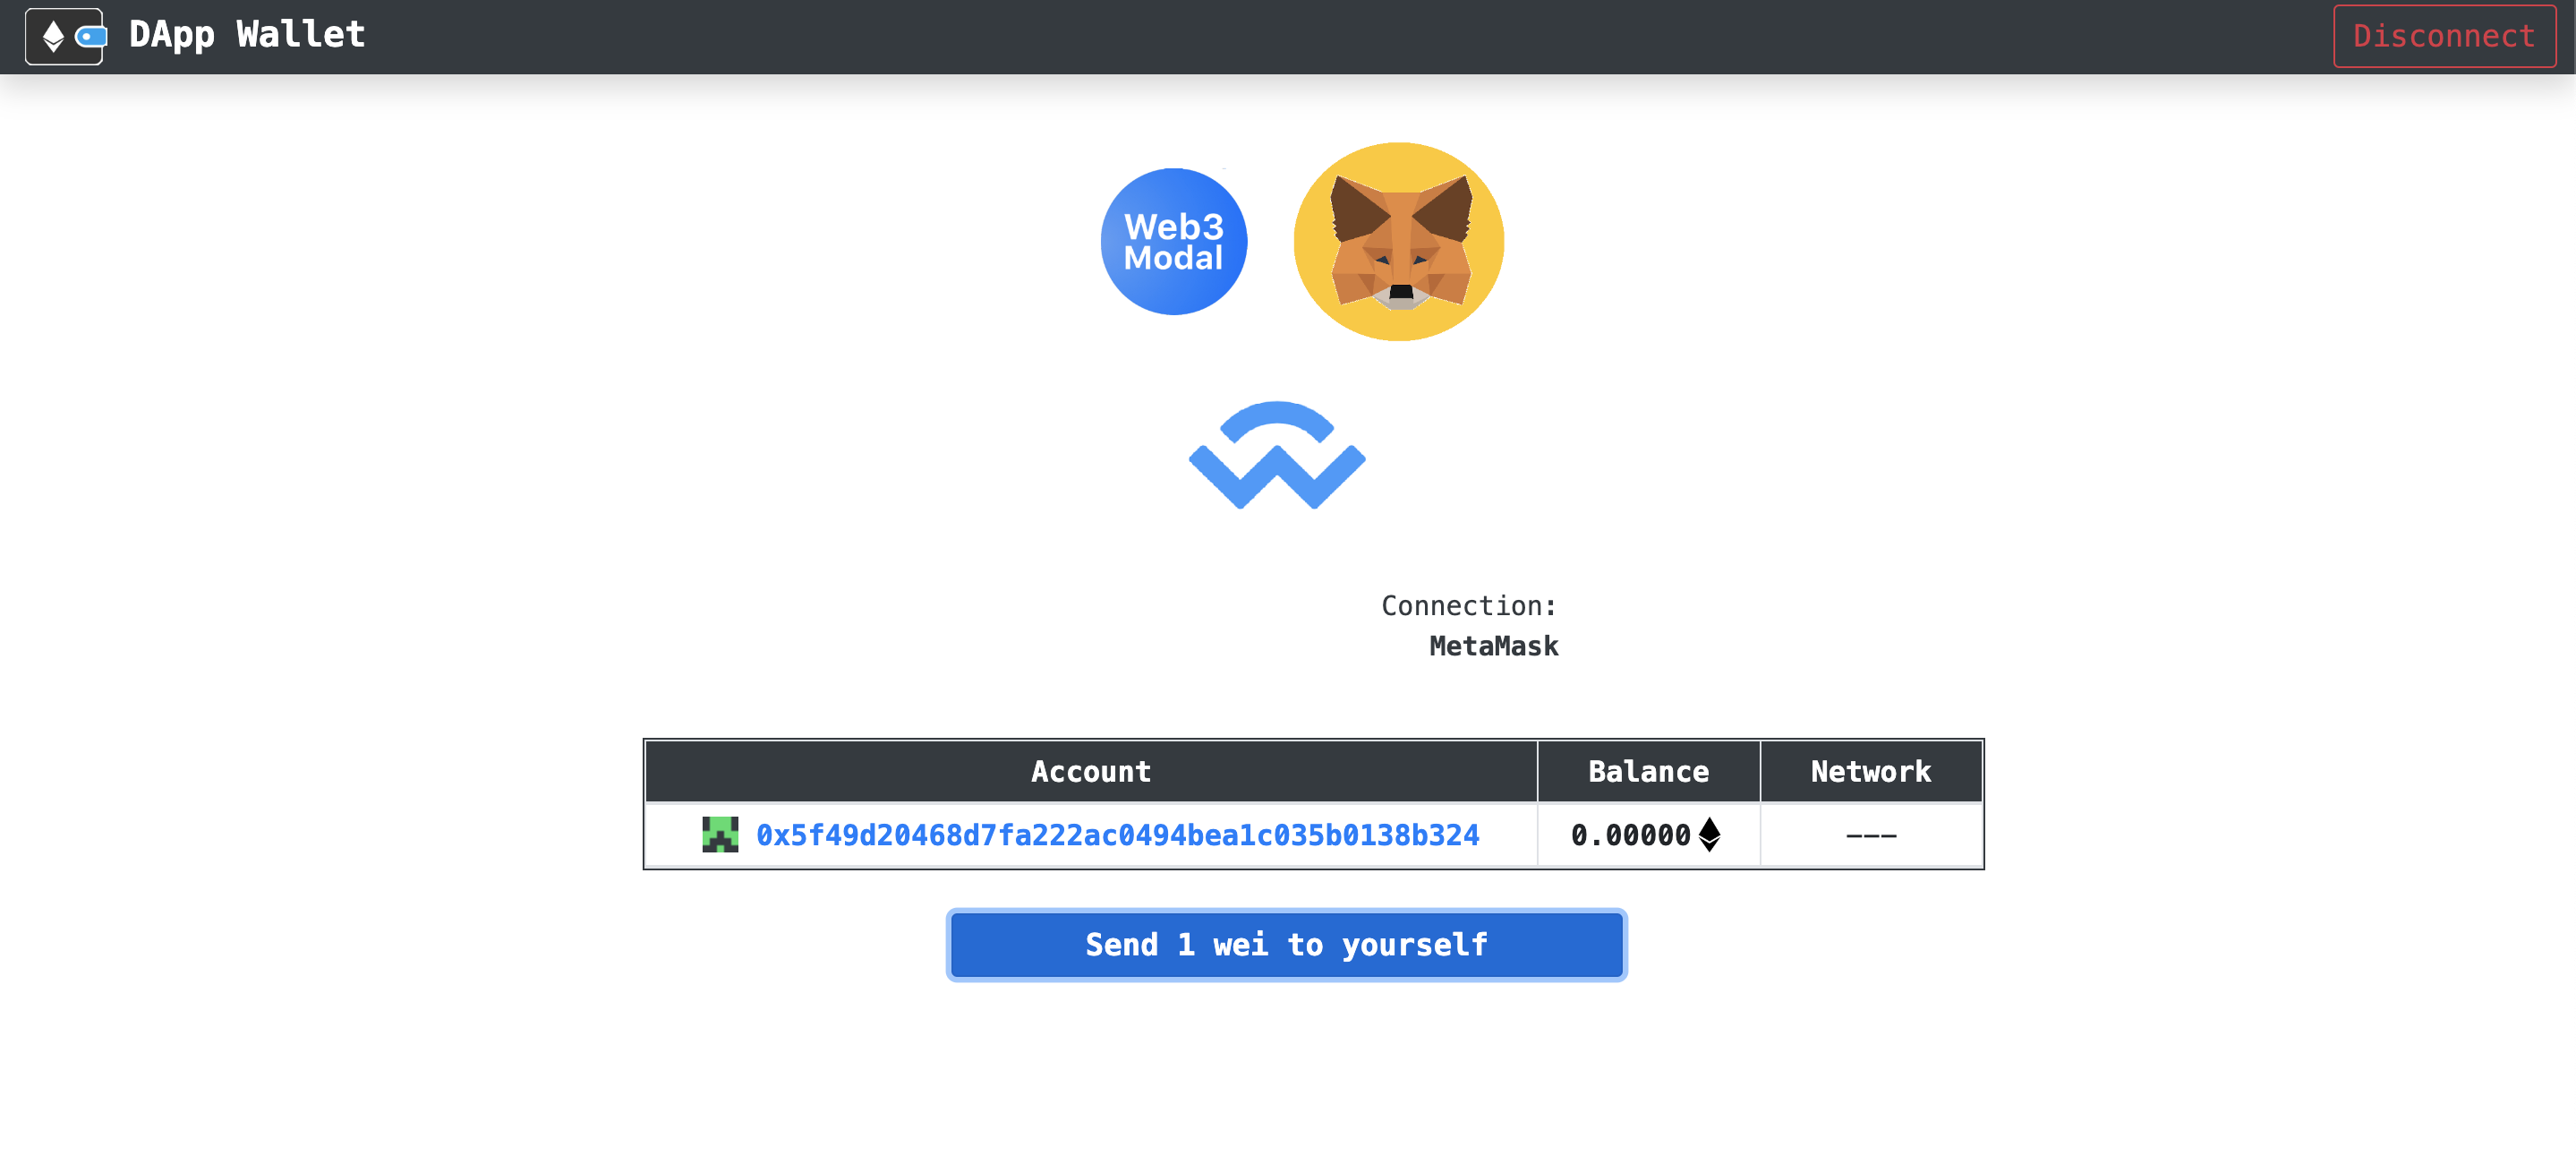 DApp Wallet
Disconnect
Web3
Modal
Connection:
MetaMask
Account Balance Network
0x5f49d20468d7fa222ac0494bea1c035b0138b324 0.00000 ---
Send 1 wei to yourself